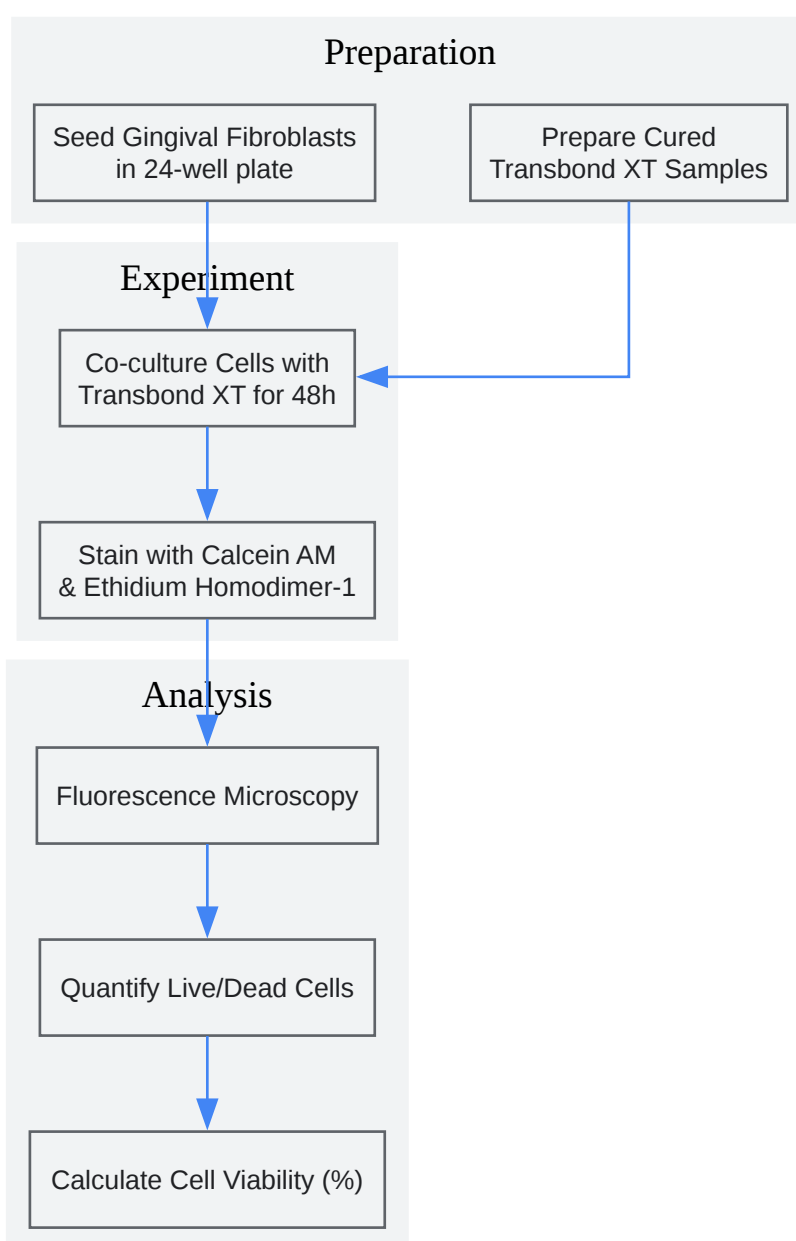 Preparation
Seed Gingival Fibroblasts
in 24-well plate
Prepare Cured
Transbond XT Samples
Experiment
Co-culture Cells with
Transbond XT for 48h
Stain with Calcein AM
& Ethidium Homodimer-1
Analysis
Fluorescence Microscopy
Quantify Live/Dead Cells
Calculate Cell Viability (%)